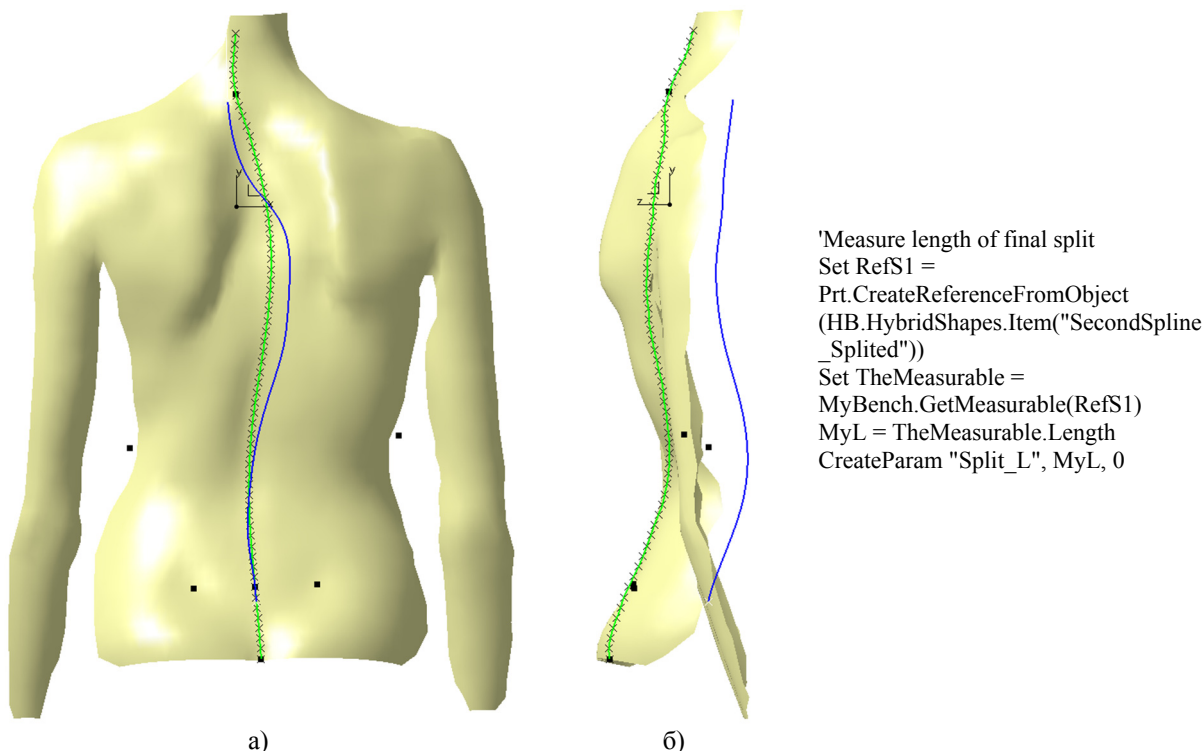 y
y
z
'Measure length of final split
Set RefS1 =
Prt.CreateReferenceFromObject
(HB.HybridShapes.Item("SecondSpline
_Splited"))
Set TheMeasurable =
MyBench.GetMeasurable(RefS1)
MyL = TheMeasurable.Length
CreateParam "Split_L", MyL, 0
а)
б)